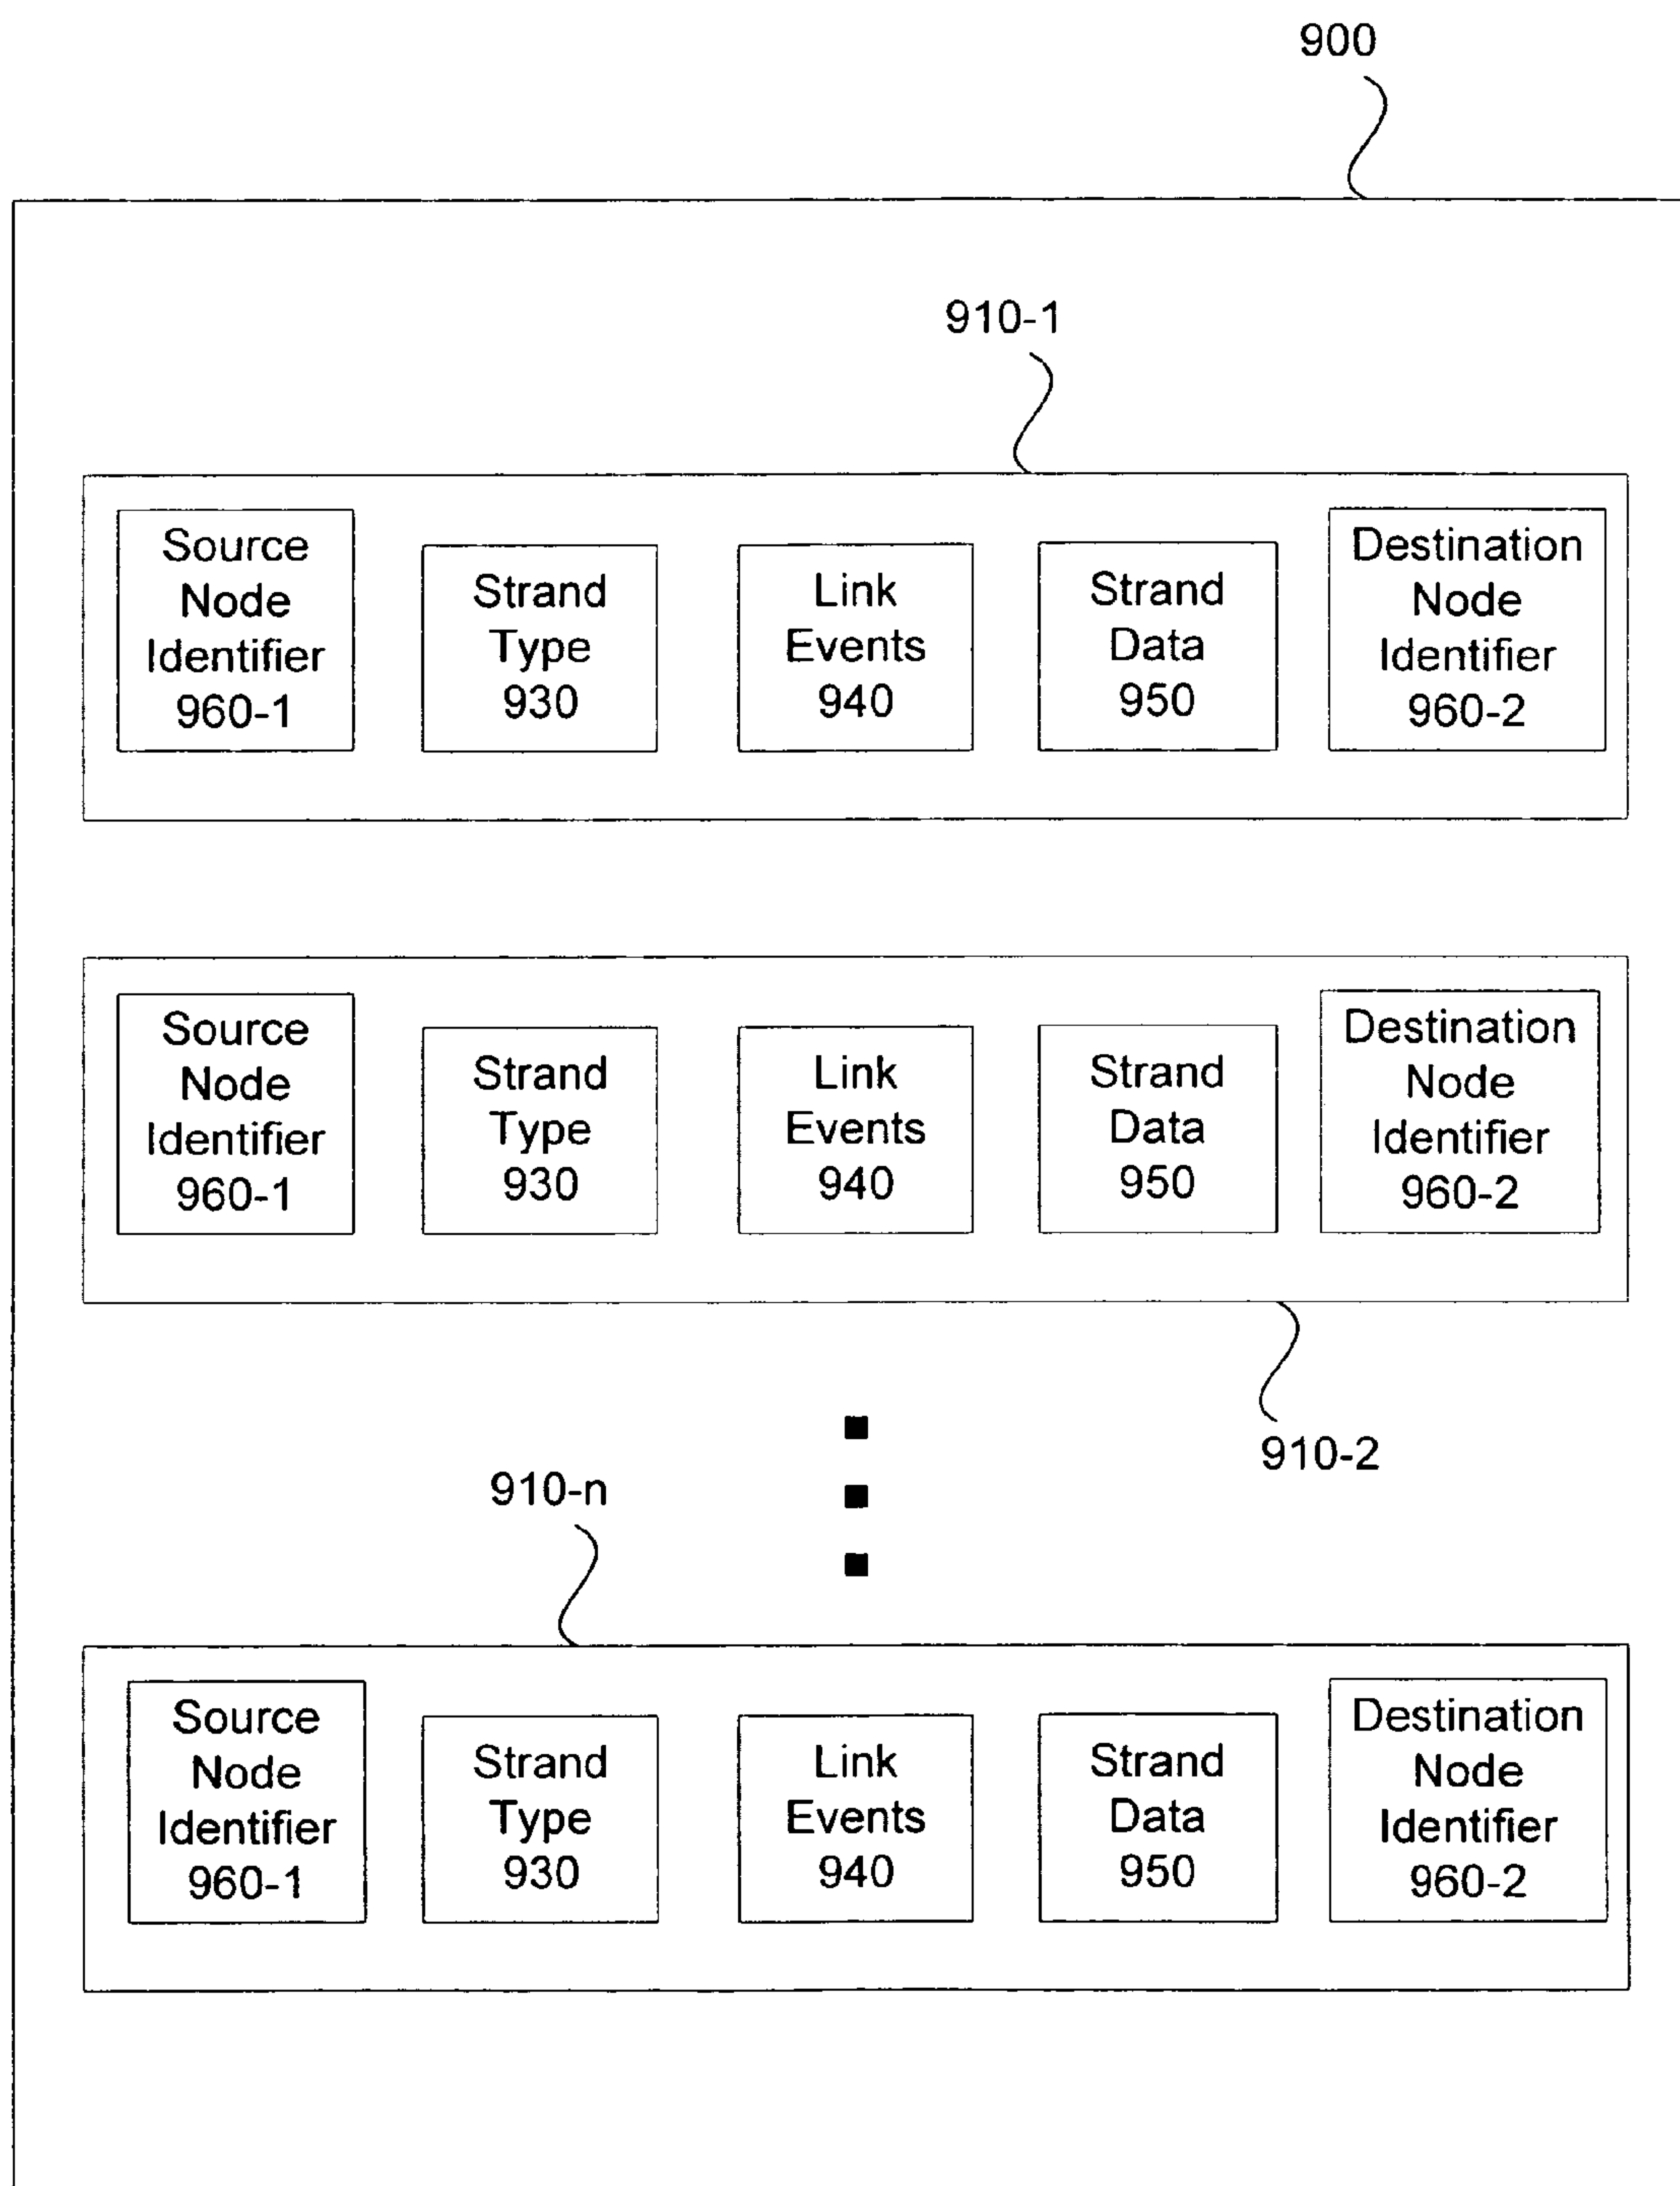 900
910-1
Source
Node
Identifier
960-1
Strand
Type
930
Link
Events
940
Strand
Data
950
Destination
Node
Identifier
960-2
Source
Node
Identifier
960-1
Strand
Type
930
Link
Events
940
Strand
Data
950
Destination
Node
Identifier
960-2
910-2
910-n
Source
Node
Identifier
960-1
Strand
Type
930
Link
Events
940
Strand
Data
950
Destination
Node
Identifier
960-2